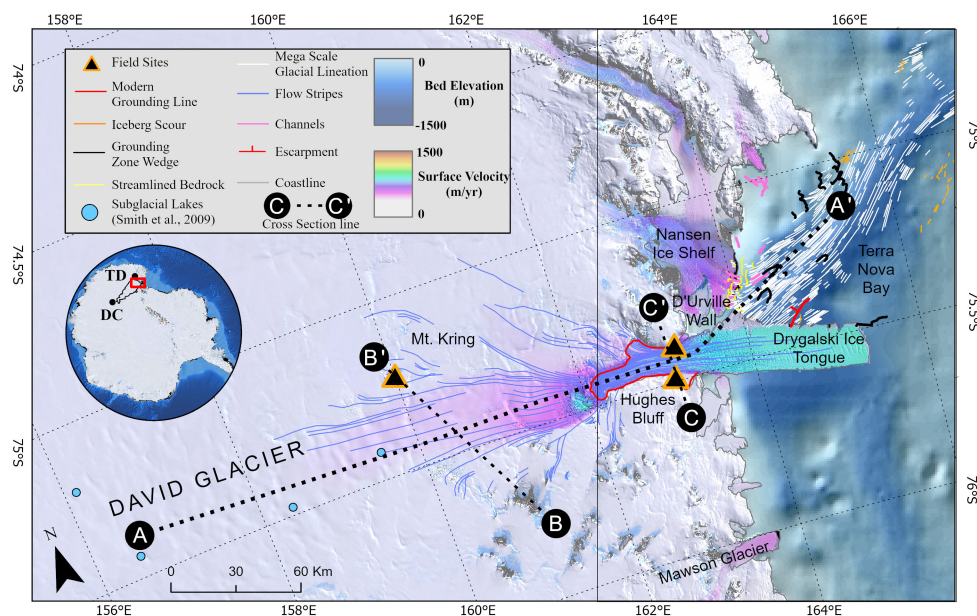 158°E
160°E
162°E
164°E
166°E
74°S
74.5°S
75°S
75°S
75.5°S
76°S
156°E
158°E
160°E
162°E
164°E
Field Sites
Modern
Grounding Line
Iceberg Scour
Grounding
Zone Wedge
Streamlined Bedrock
Subglacial Lakes
(Smith et al., 2009)
Mega Scale
Glacial Lineation
Flow Stripes
Channels
Escarpment
Coastline
C
C'
Cross Section line
0
Bed Elevation
(m)
-1500
1500
Surface Velocity
(m/yr)
0
TD
DC
Mt. Kring
B'
Nansen
Ice Shelf
A'
Terra
Nova
Bay
C'
D'Urville
Wall
Drygalski Ice
Tongue
Hughes
Bluff
C
DAVID GLACIER
A
B
Mawson Glacier
N
0
30
60 Km